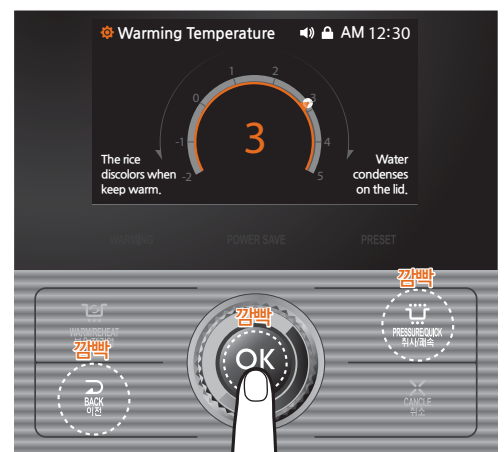 Warming Temperature AM 12:30
-2
-1
0
1
2
3
4
5
3
The rice
discolors when
keep warm.
Water
condenses
on the lid.
WARMING POWER SAVE PRESET
깜빡
깜빡
깜빡
WARM/REHEAT
PRESSURE/QUICK
취사/쾌속
OK
BACK
이전
CANCLE
취소